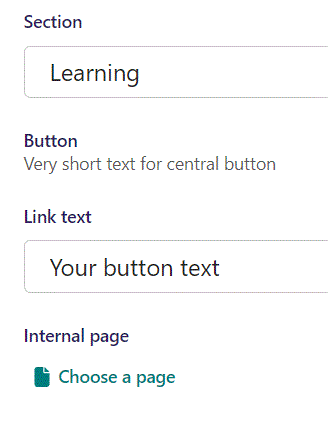 Section
Learning
Button
Very short text for central button
Link text
Your button text
Internal page
Choose a page